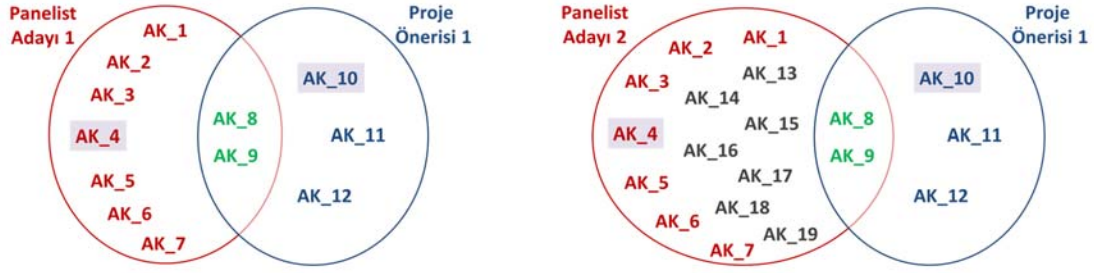 Panelist
Adayı 1
AK_1
AK_2
AK_3
AK_4
AK_5
AK_6
AK_7
AK_8
AK_9
Proje
Önerisi 1
AK_10
AK_11
AK_12
Panelist
Adayı 2
AK_1
AK_2
AK_3
AK_4
AK_5
AK_6
AK_7
AK_13
AK_14
AK_15
AK_16
AK_17
AK_18
AK_19
AK_8
AK_9
Proje
Önerisi 1
AK_10
AK_11
AK_12